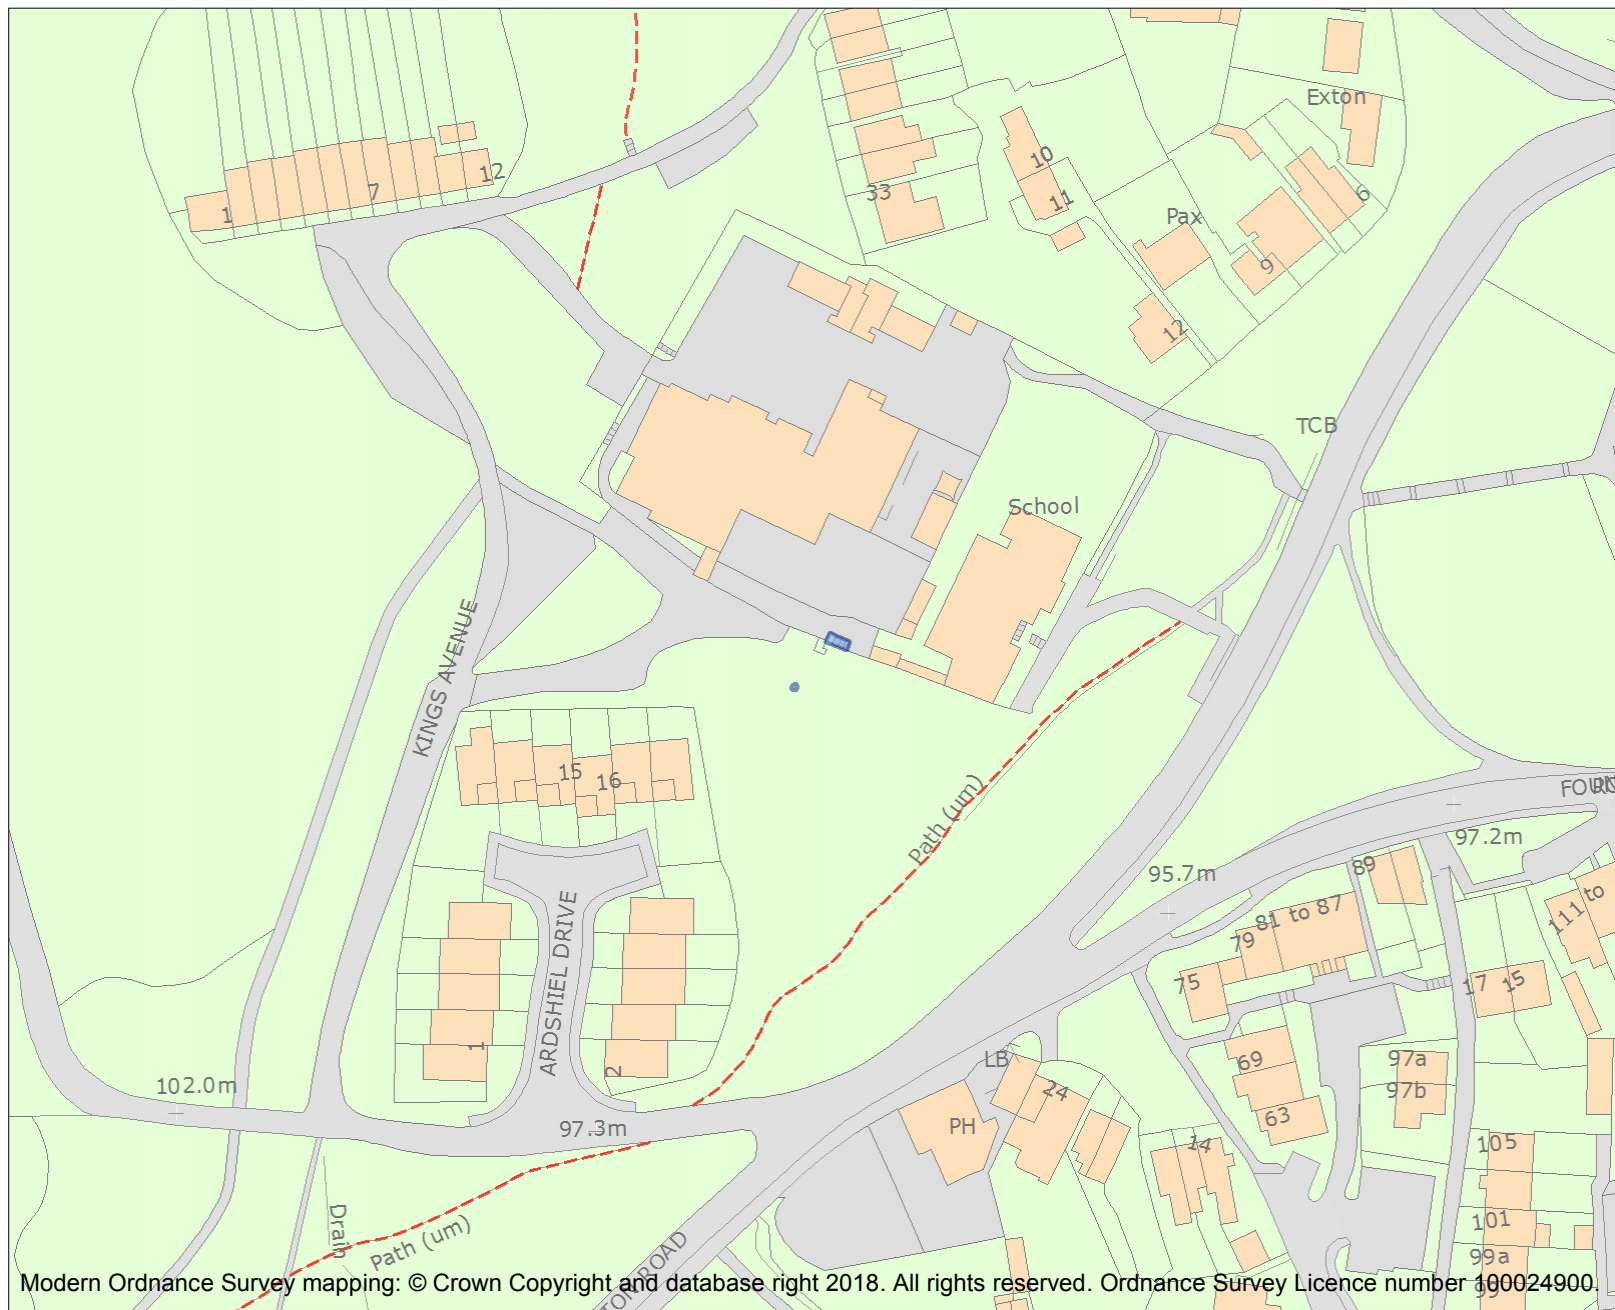 Exton
10
12
7
33
11
6
1
Pax
9
12
TCB
School
KINGS AVENUE
15
16
Path (um)
97.2m
95.7m
89
81 to 87
79
111 to
75
17
15
ARDSHIEL DRIVE
1
2
LB
24
69
97a
97b
102.0m
97.3m
PH
63
14
105
Drain
Path (um)
101
99a
Modern Ordnance Survey mapping: © Crown Copyright and database right 2018. All rights reserved. Ordnance Survey Licence number 100024900.